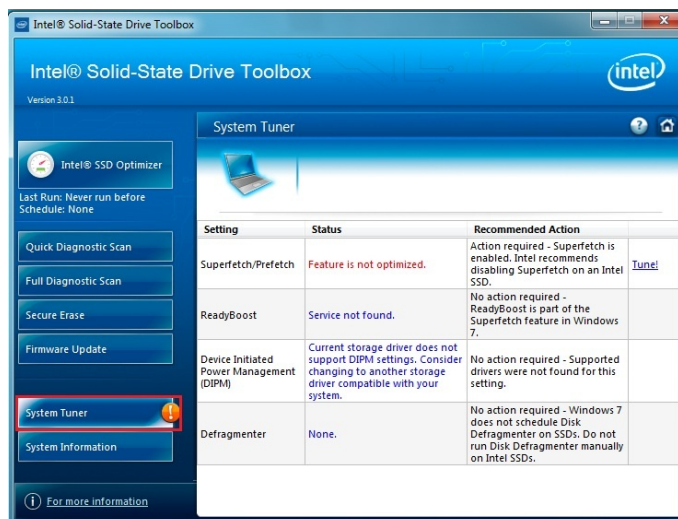 Intel® Solid-State Drive Toolbox
Intel® Solid-State Drive Toolbox
Version 3.0.1
intel
System Tuner
?
Intel® SSD Optimizer
Last Run: Never run before
Schedule: None
Quick Diagnostic Scan
Full Diagnostic Scan
Secure Erase
Firmware Update
System Tuner
!
System Information
i
For more information
Setting
Status
Recommended Action
Superfetch/Prefetch
Feature is not optimized.
Action required - Superfetch is
enabled. Intel recommends
disabling Superfetch on an Intel
SSD.
Tune!
ReadyBoost
Service not found.
No action required -
ReadyBoost is part of the
Superfetch feature in Windows
7.
Device Initiated
Power Management
(DIPM)
Current storage driver does not
support DIPM settings. Consider
changing to another storage
driver compatible with your
system.
No action required - Supported
drivers were not found for this
setting.
Defragmenter
None.
No action required - Windows 7
does not schedule Disk
Defragmenter on SSDs. Do not
run Disk Defragmenter manually
on Intel SSDs.